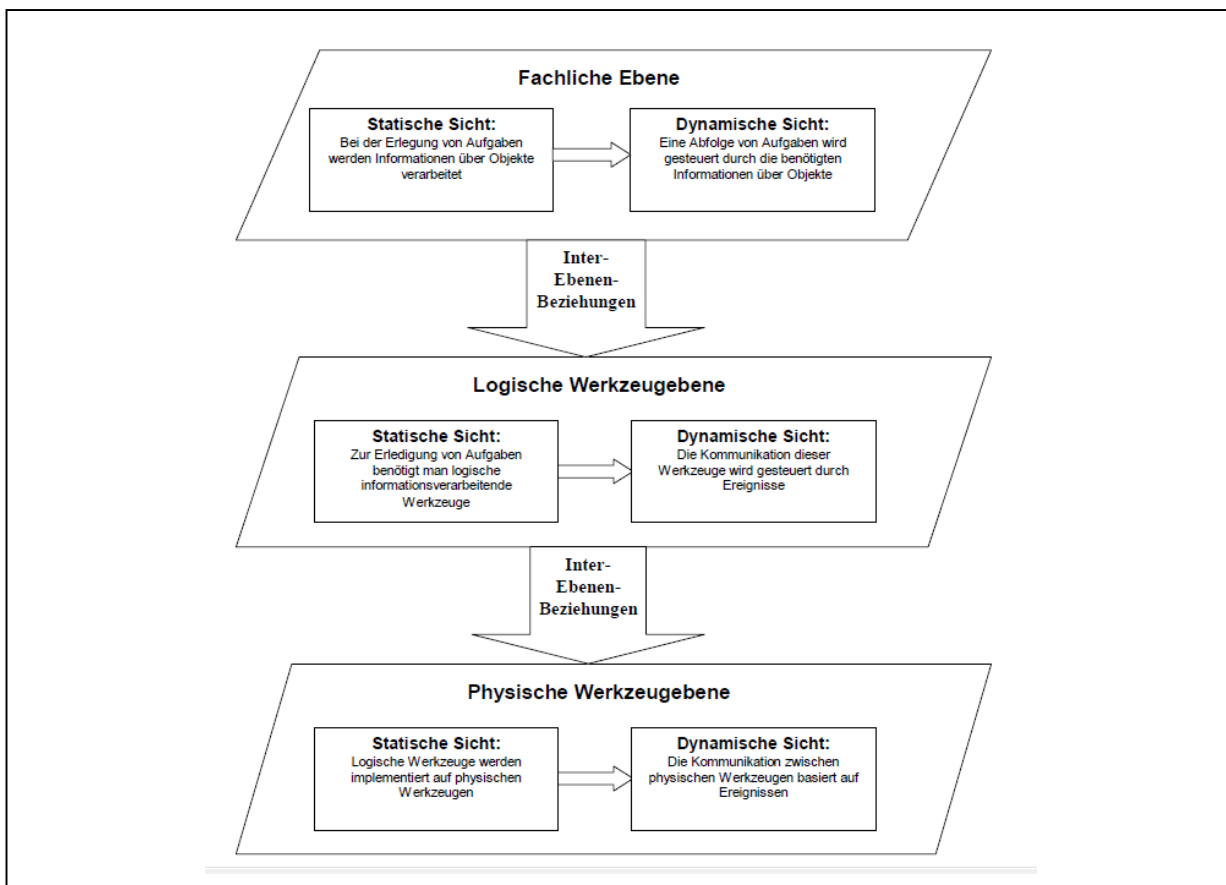 Fachliche Ebene
Statische Sicht:
Bei der Erlegung von Aufgaben
werden Informationen über Objekte
verarbeitet
Dynamische Sicht:
Eine Abfolge von Aufgaben wird
gesteuert durch die benötigten
Informationen über Objekte
Inter-
Ebenen-
Beziehungen
Logische Werkzeugebene
Statische Sicht:
Zur Erledigung von Aufgaben
benötigt man logische
informationsverarbeitende
Werkzeuge
Dynamische Sicht:
Die Kommunikation dieser
Werkzeuge wird gesteuert durch
Ereignisse
Inter-
Ebenen-
Beziehungen
Physische Werkzeugebene
Statische Sicht:
Logische Werkzeuge werden
implementiert auf physischen
Werkzeugen
Dynamische Sicht:
Die Kommunikation zwischen
physischen Werkzeugen basiert auf
Ereignissen